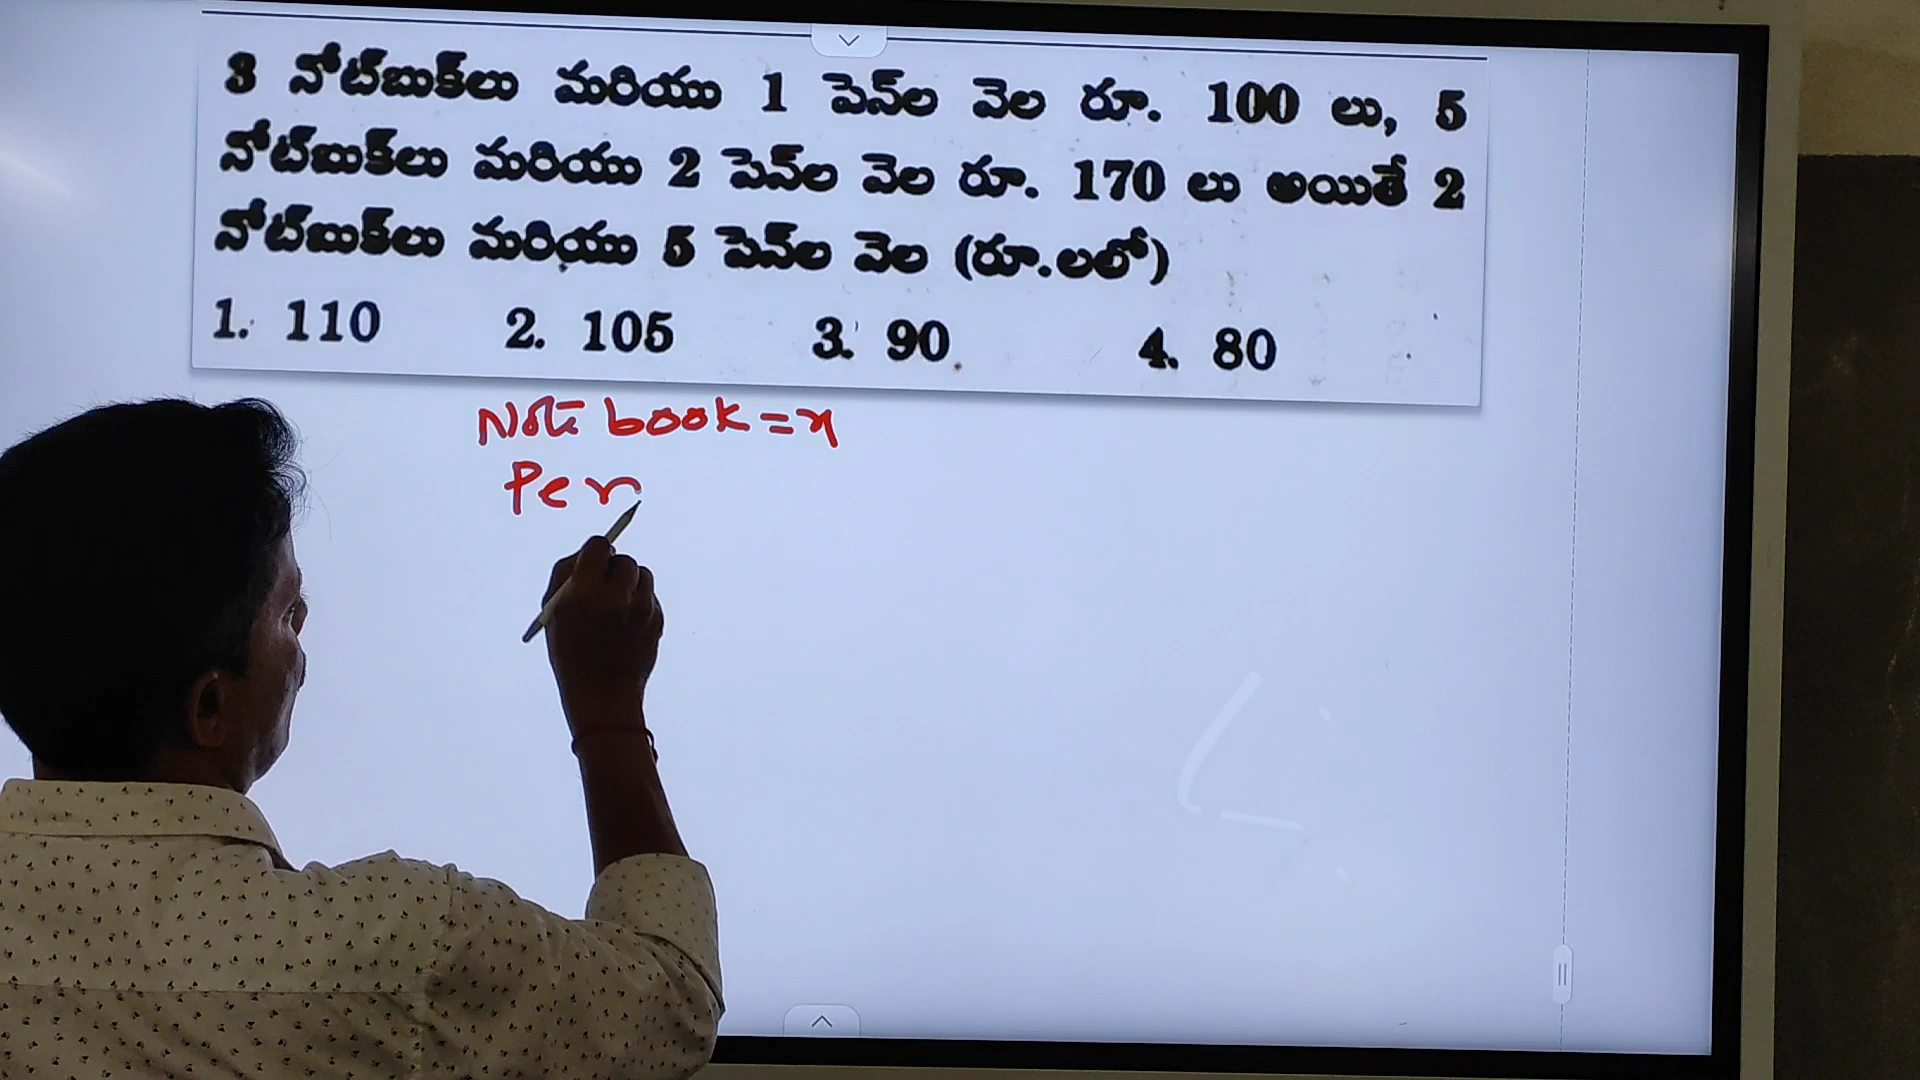 3 నోట్‌బుక్‌లు మరియు 1 పెన్‌ల వెల రూ. 100 లు, 5
నోట్‌బుక్‌లు మరియు 2 పెన్‌ల వెల రూ. 170 లు అయితే 2
నోట్‌బుక్‌లు మరియు 5 పెన్‌ల వెల (రూ.లలో)
1. 110 2. 105 3. 90 4. 80
Note book = x
Pen